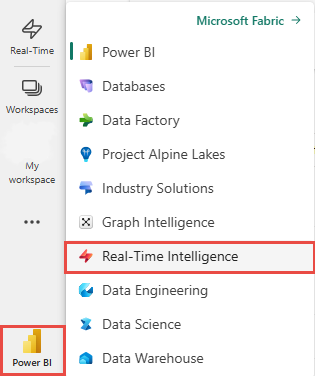 Real-Time
Workspaces
My
workspace
Power BI
Microsoft Fabric →
Power BI
Databases
Data Factory
Project Alpine Lakes
Industry Solutions
Graph Intelligence
Real-Time Intelligence
Data Engineering
Data Science
Data Warehouse